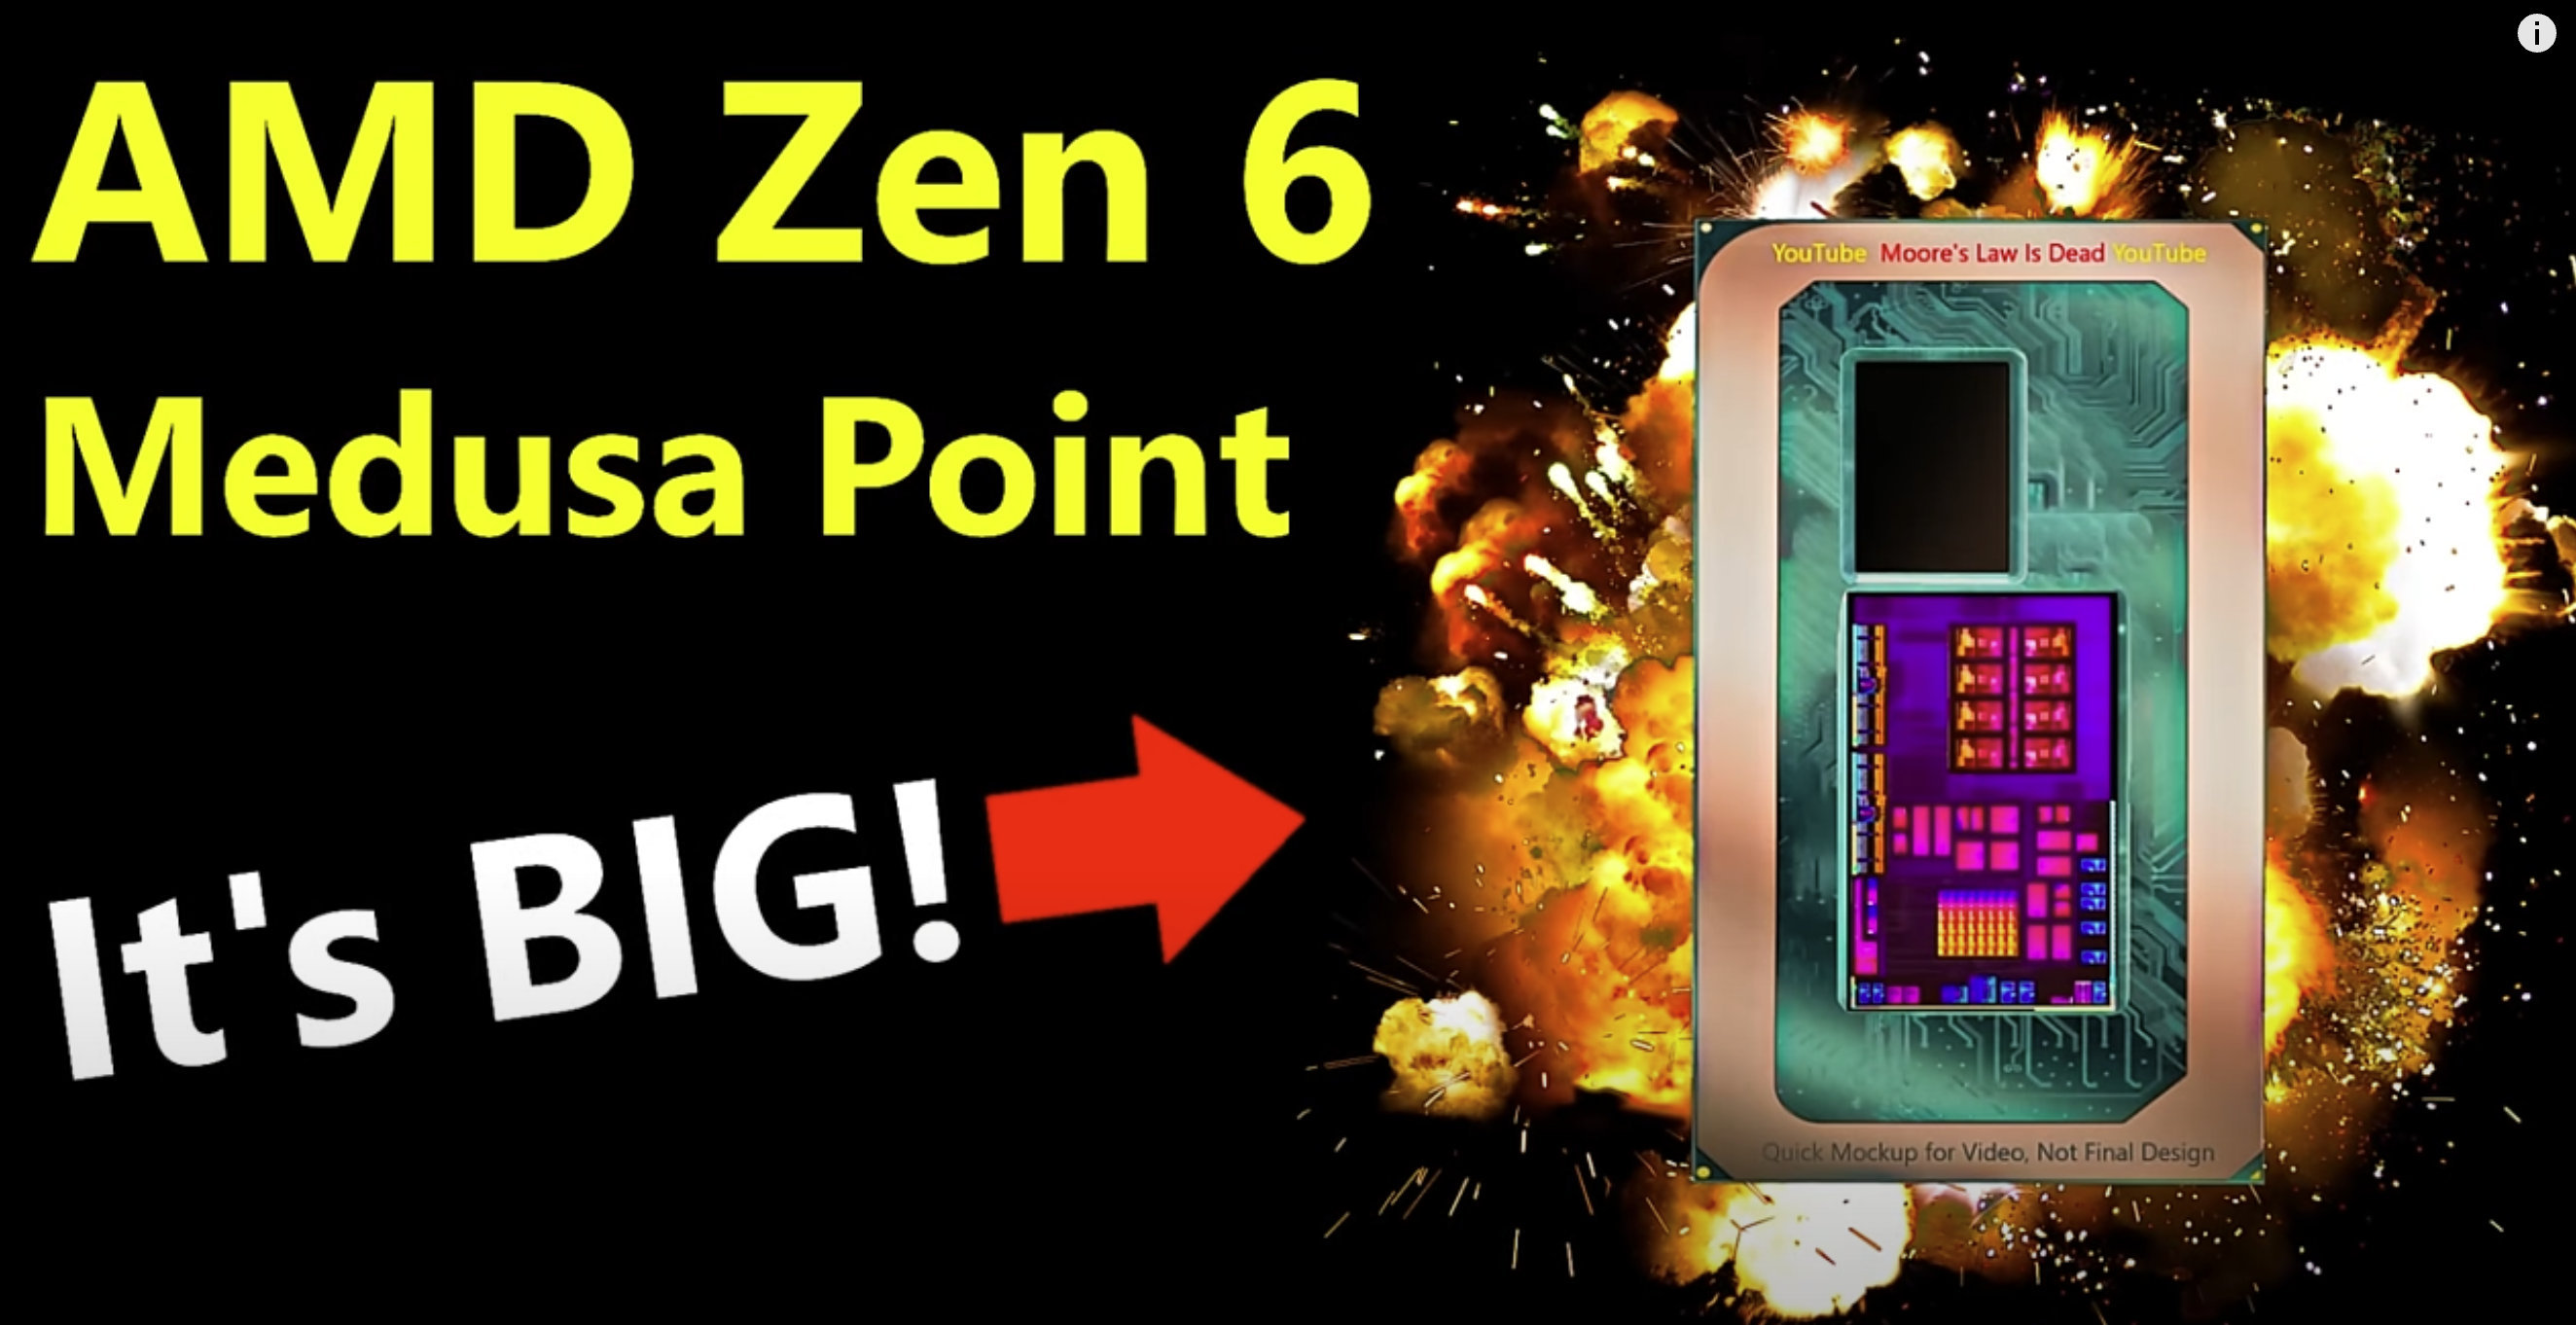 AMD Zen 6
YouTube Moore's Law Is Dead YouTube
Medusa Point
It's BIG!
Quick Mockup for Video, Not Final Design
i